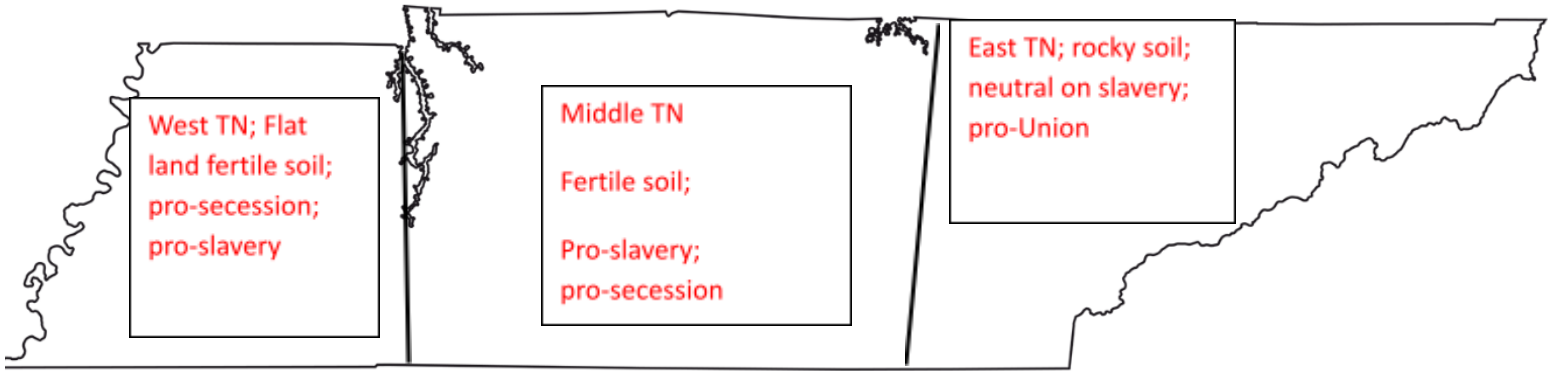 West TN; Flat
land fertile soil;
pro-secession;
pro-slavery
Middle TN
Fertile soil;
Pro-slavery;
pro-secession
East TN; rocky soil;
neutral on slavery;
pro-Union